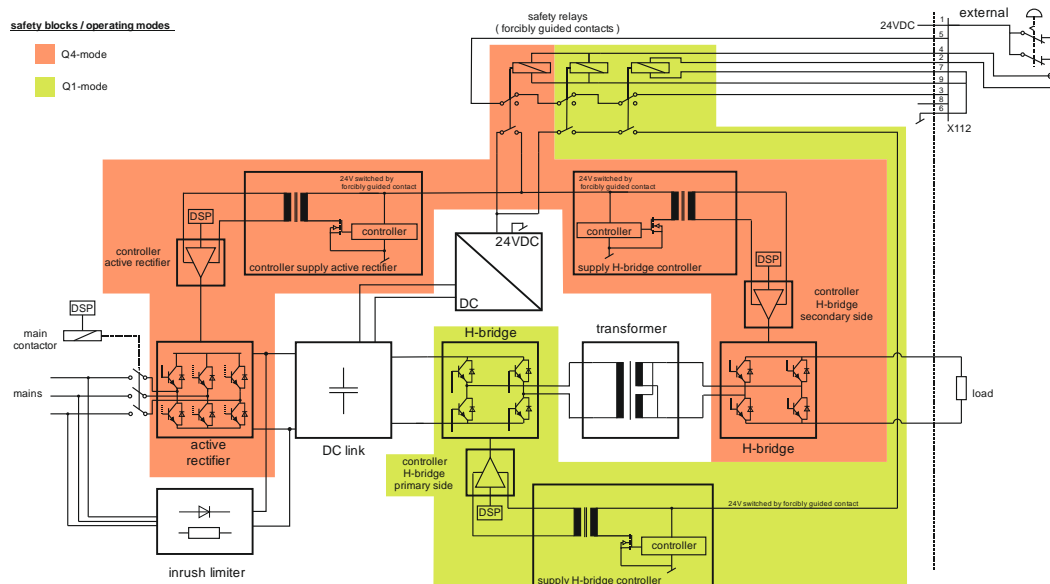 safety blocks / operating modes
Q4-mode
Q1-mode
safety relays
( forcibly guided contacts )
24VDC
external
1
5
4
2
7
9
3
8
6
X112
24V switched by
forcibly guided contact
DSP
controller
controller
active rectifier
controller supply active rectifier
24VDC
DC
24V switched by
forcibly guided contact
controller
supply H-bridge controller
DSP
controller
H-bridge
secondary side
DSP
main
contactor
mains
active
rectifier
DC link
H-bridge
transformer
H-bridge
load
controller
H-bridge
primary side
DSP
24V switched by forcibly guided contact
controller
supply H-bridge controller
inrush limiter